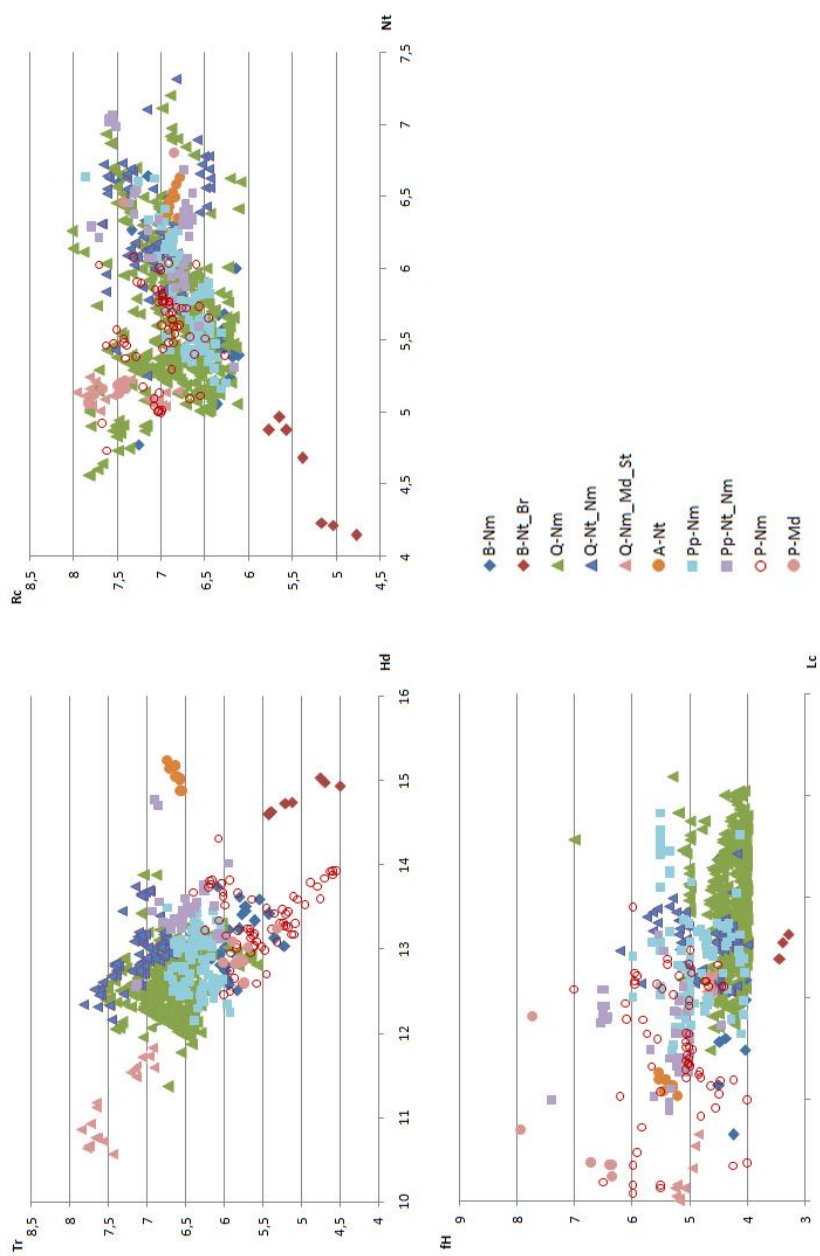 Tr
8,5
8
7,5
7
6,5
6
5,5
5
4,5
4
10 11 12 13 14 15 16
Hd
Rc
8,5
8
7,5
7
6,5
6
5,5
5
4,5
4 4,5 5 5,5 6 6,5 7 7,5
Nt
fH
9
8
7
6
5
4
3
Lc
B-Nm
B-Nt_Br
Q-Nm
Q-Nt_Nm
Q-Nm_Md_St
A-Nt
Pp-Nm
Pp-Nt_Nm
P-Nm
P-Md